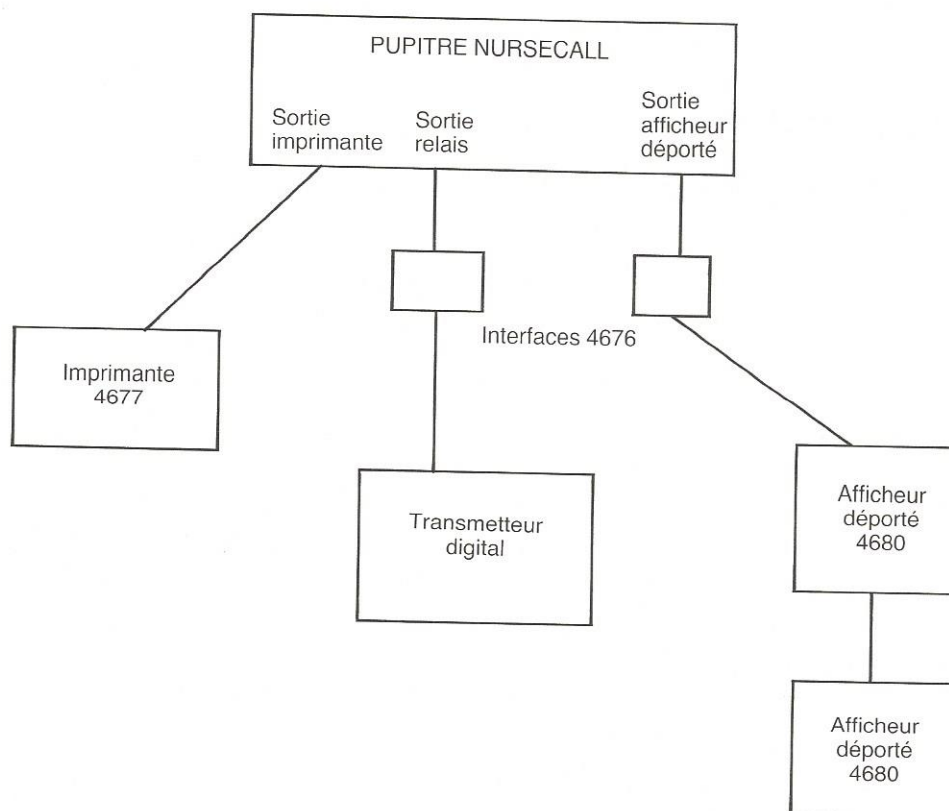 PUPITRE NURSECALL
Sortie
imprimante
Sortie
relais
Sortie
afficheur
déporté
Interfaces 4676
Imprimante
4677
Transmetteur
digital
Afficheur
déporté
4680
Afficheur
déporté
4680